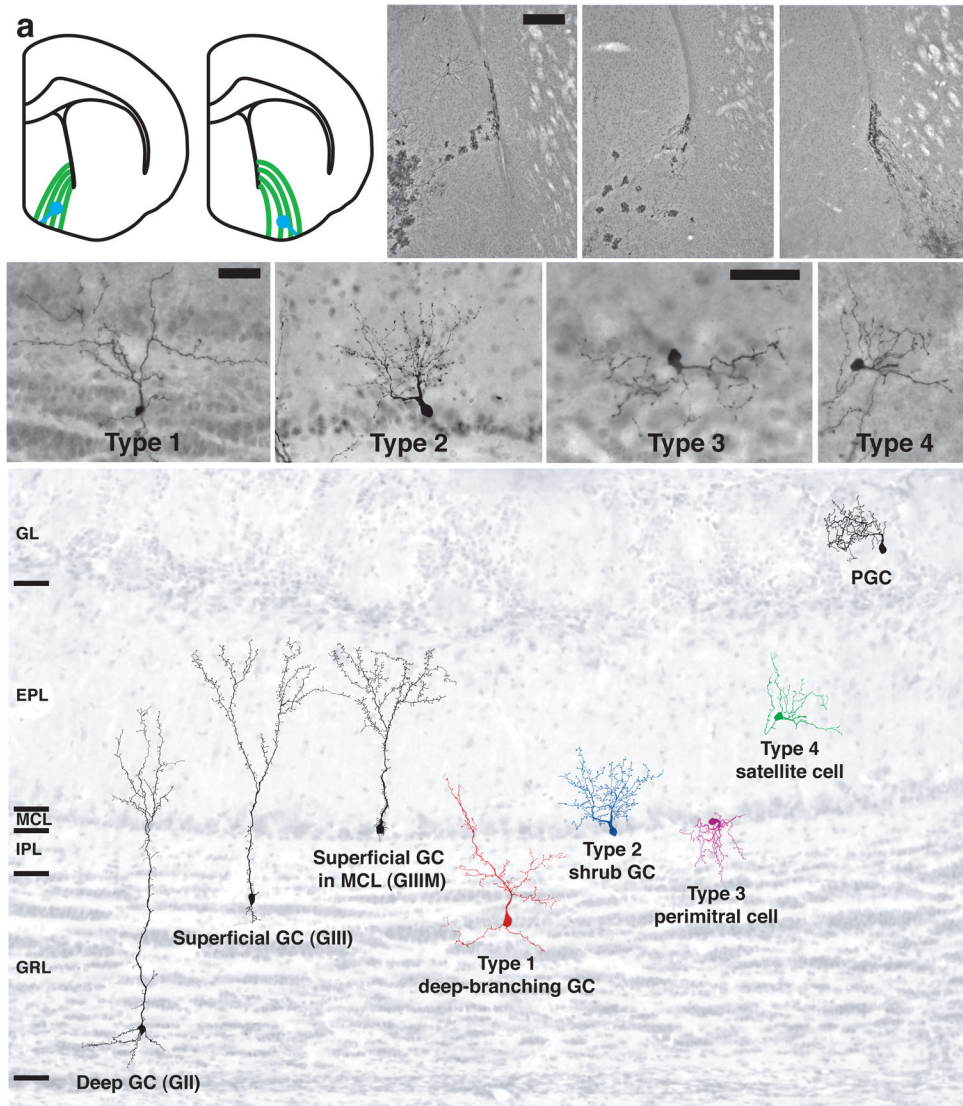 a
Type 1
Type 2
Type 3
Type 4
GL
PGC
EPL
Type 4
satellite cell
MCL
IPL
Superficial GC
in MCL (GIIIM)
Type 2
shrub GC
Type 3
perimitral cell
Superficial GC (GIII)
GRL
Type 1
deep-branching GC
Deep GC (GII)